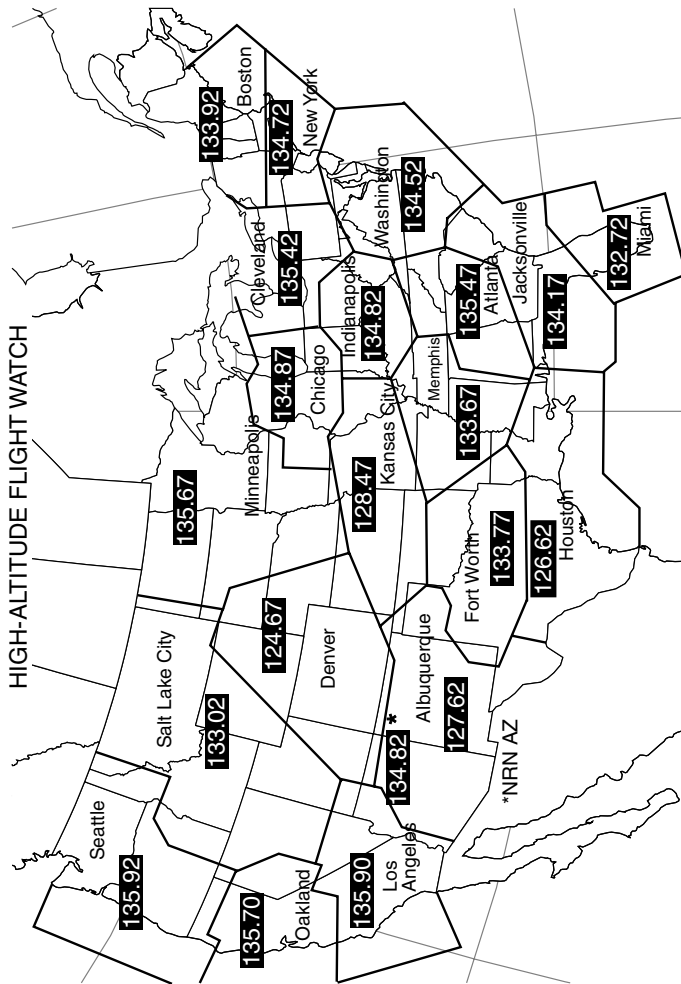 HIGH-ALTITUDE FLIGHT WATCH
Seattle
135.92
Salt Lake City
133.02
135.67
Minneapolis
134.87
Chicago
Cleveland
135.42
133.92
Boston
134.72
New York
135.70
Oakland
124.67
Denver
128.47
Kansas City
Indianapolis
134.82
Washington
134.52
135.90
Los
Angeles
134.82*
Albuquerque
127.62
Fort Worth
133.77
Memphis
133.67
135.47
Atlanta
Jacksonville
134.17
126.62
Houston
132.72
Miami
*NRN AZ